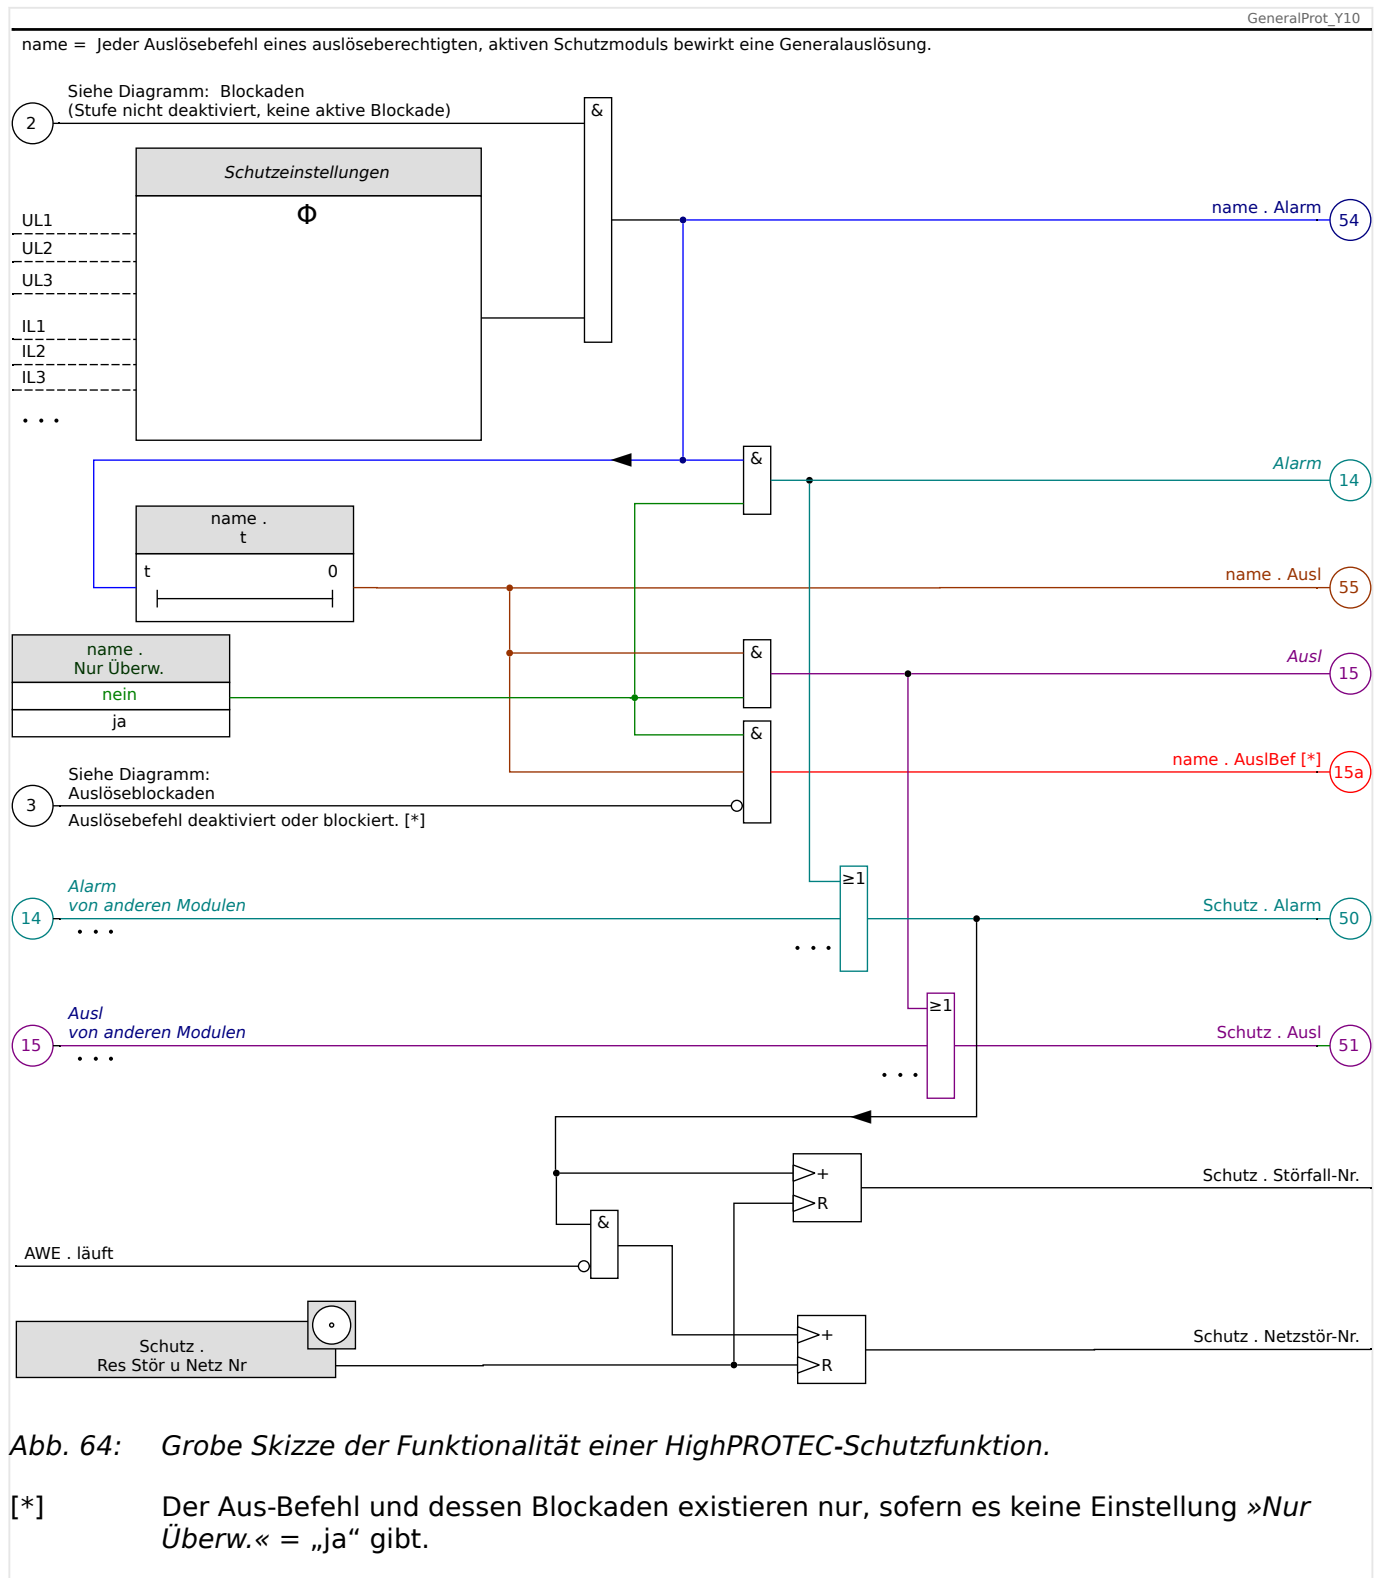 GeneralProt_Y10
name = Jeder Auslösebefehl eines auslöseberechtigten, aktiven Schutzmoduls bewirkt eine Generalauslösung.
Siehe Diagramm: Blockaden
(Stufe nicht deaktiviert, keine aktive Blockade)
&
2
Schutzeinstellungen
Φ
name . Alarm
54
UL1
UL2
UL3
IL1
IL2
IL3
. . .
&
Alarm
14
name .
t
t 0
name . Ausl
55
name .
Nur Überw.
nein
ja
&
Ausl
15
&
name . AuslBef [*]
15a
Siehe Diagramm:
Auslöseblockaden
3
Auslösebefehl deaktiviert oder blockiert. [*]
≥1
Alarm
von anderen Modulen
14
. . .
. . .
Schutz . Alarm
50
≥1
Ausl
von anderen Modulen
15
. . .
. . .
Schutz . Ausl
51
+
R
Schutz . Störfall-Nr.
&
AWE . läuft
Schutz .
Res Stör u Netz Nr
+
R
Schutz . Netzstör-Nr.
Abb. 64: Grobe Skizze der Funktionalität einer HighPROTEC-Schutzfunktion.
[*] Der Aus-Befehl und dessen Blockaden existieren nur, sofern es keine Einstellung »Nur
Überw.« = „ja“ gibt.